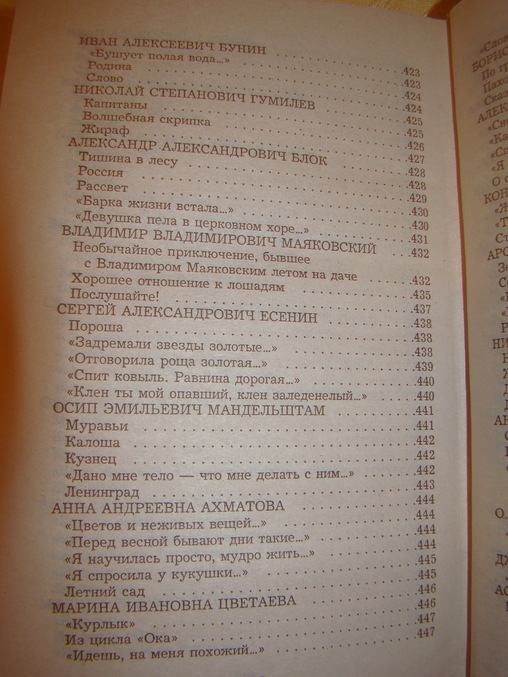 ИВАН АЛЕКСЕЕВИЧ БУНИН . . . 423
«Бушует полая вода...» . . . 423
Родина . . . 424
Слово . . . 424
НИКОЛАЙ СТЕПАНОВИЧ ГУМИЛЕВ . . . 425
Капитаны . . . 425
Волшебная скрипка . . . 426
Жираф . . . 427
АЛЕКСАНДР АЛЕКСАНДРОВИЧ БЛОК . . . 428
Тишина в лесу . . . 428
Россия . . . 429
Рассвет . . . 430
«Барка жизни встала...» . . . 430
«Девушка пела в церковном хоре...» . . . 431
ВЛАДИМИР ВЛАДИМИРОВИЧ МАЯКОВСКИЙ . . . 432
Необычайное приключение, бывшее
с Владимиром Маяковским летом на даче . . . 432
Хорошее отношение к лошадям . . . 435
Послушайте! . . . 437
СЕРГЕЙ АЛЕКСАНДРОВИЧ ЕСЕНИН . . . 438
Пороша . . . 438
«Задремали звезды золотые...» . . . 438
«Отговорила роща золотая...» . . . 439
«Спит ковыль. Равнина дорогая...» . . . 440
«Клен ты мой опавший, клен заледенелый...» . . . 440
ОСИП ЭМИЛЬЕВИЧ МАНДЕЛЬШТАМ . . . 441
Муравьи . . . 441
Калоша . . . 442
Кузнец . . . 442
«Дано мне тело — что мне делать с ним...» . . . 442
Ленинград . . . 443
АННА АНДРЕЕВНА АХМАТОВА . . . 444
«Цветов и неживых вещей...» . . . 444
«Перед весной бывают дни такие...» . . . 444
«Я научилась просто, мудро жить...» . . . 444
«Я спросила у кукушки...» . . . 445
Летний сад . . . 445
МАРИНА ИВАНОВНА ЦВЕТАЕВА . . . 446
«Курлык» . . . 446
Из цикла «Ока» . . . 447
«Идешь, на меня похожий...» . . . 447